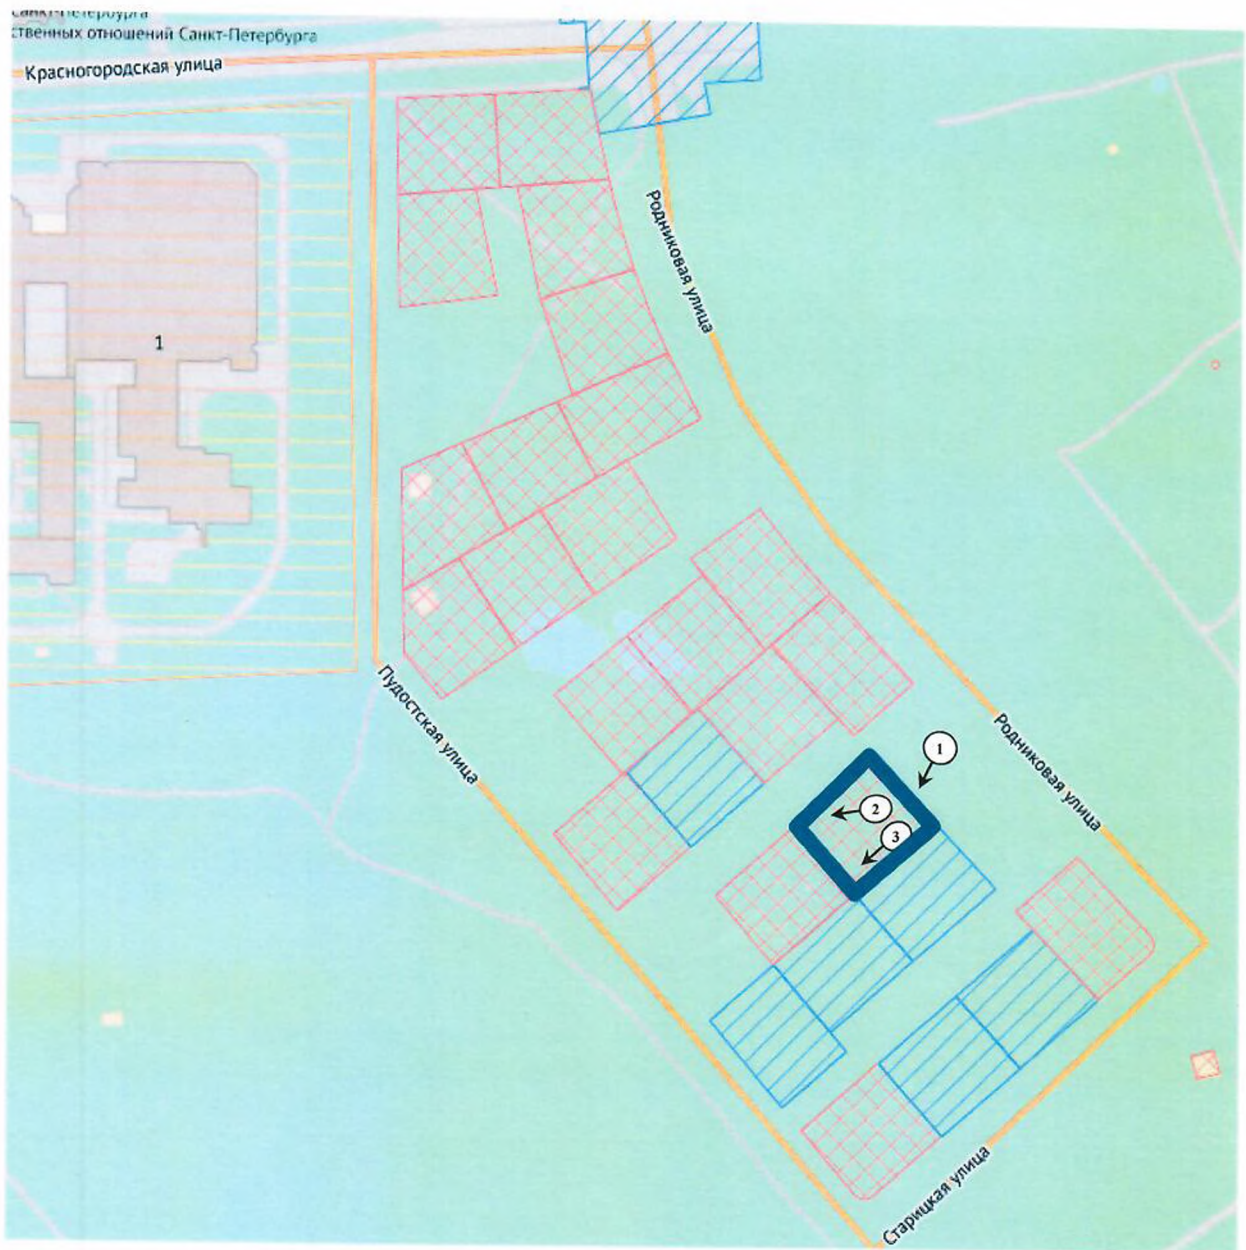 Санкт-Петербурга
ственных отношений Санкт-Петербурга
Красногородская улица
Родниковая улица
1
Пудостская улица
Родниковая улица
1
2
3
Старицкая улица